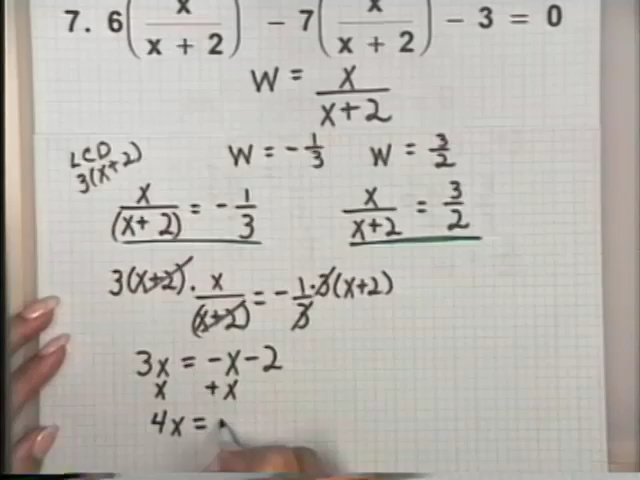 7. 6(x/(x + 2)) - 7(x/(x + 2)) - 3 = 0
W = x/(x+2)
LCD
3(x+2)
W = -1/3 W = 3/2
x/(x+2) = -1/3 x/(x+2) = 3/2
3(x+2) · x/(x+2) = -1/3 · 3(x+2)
3x = -x-2
x +x
4x =